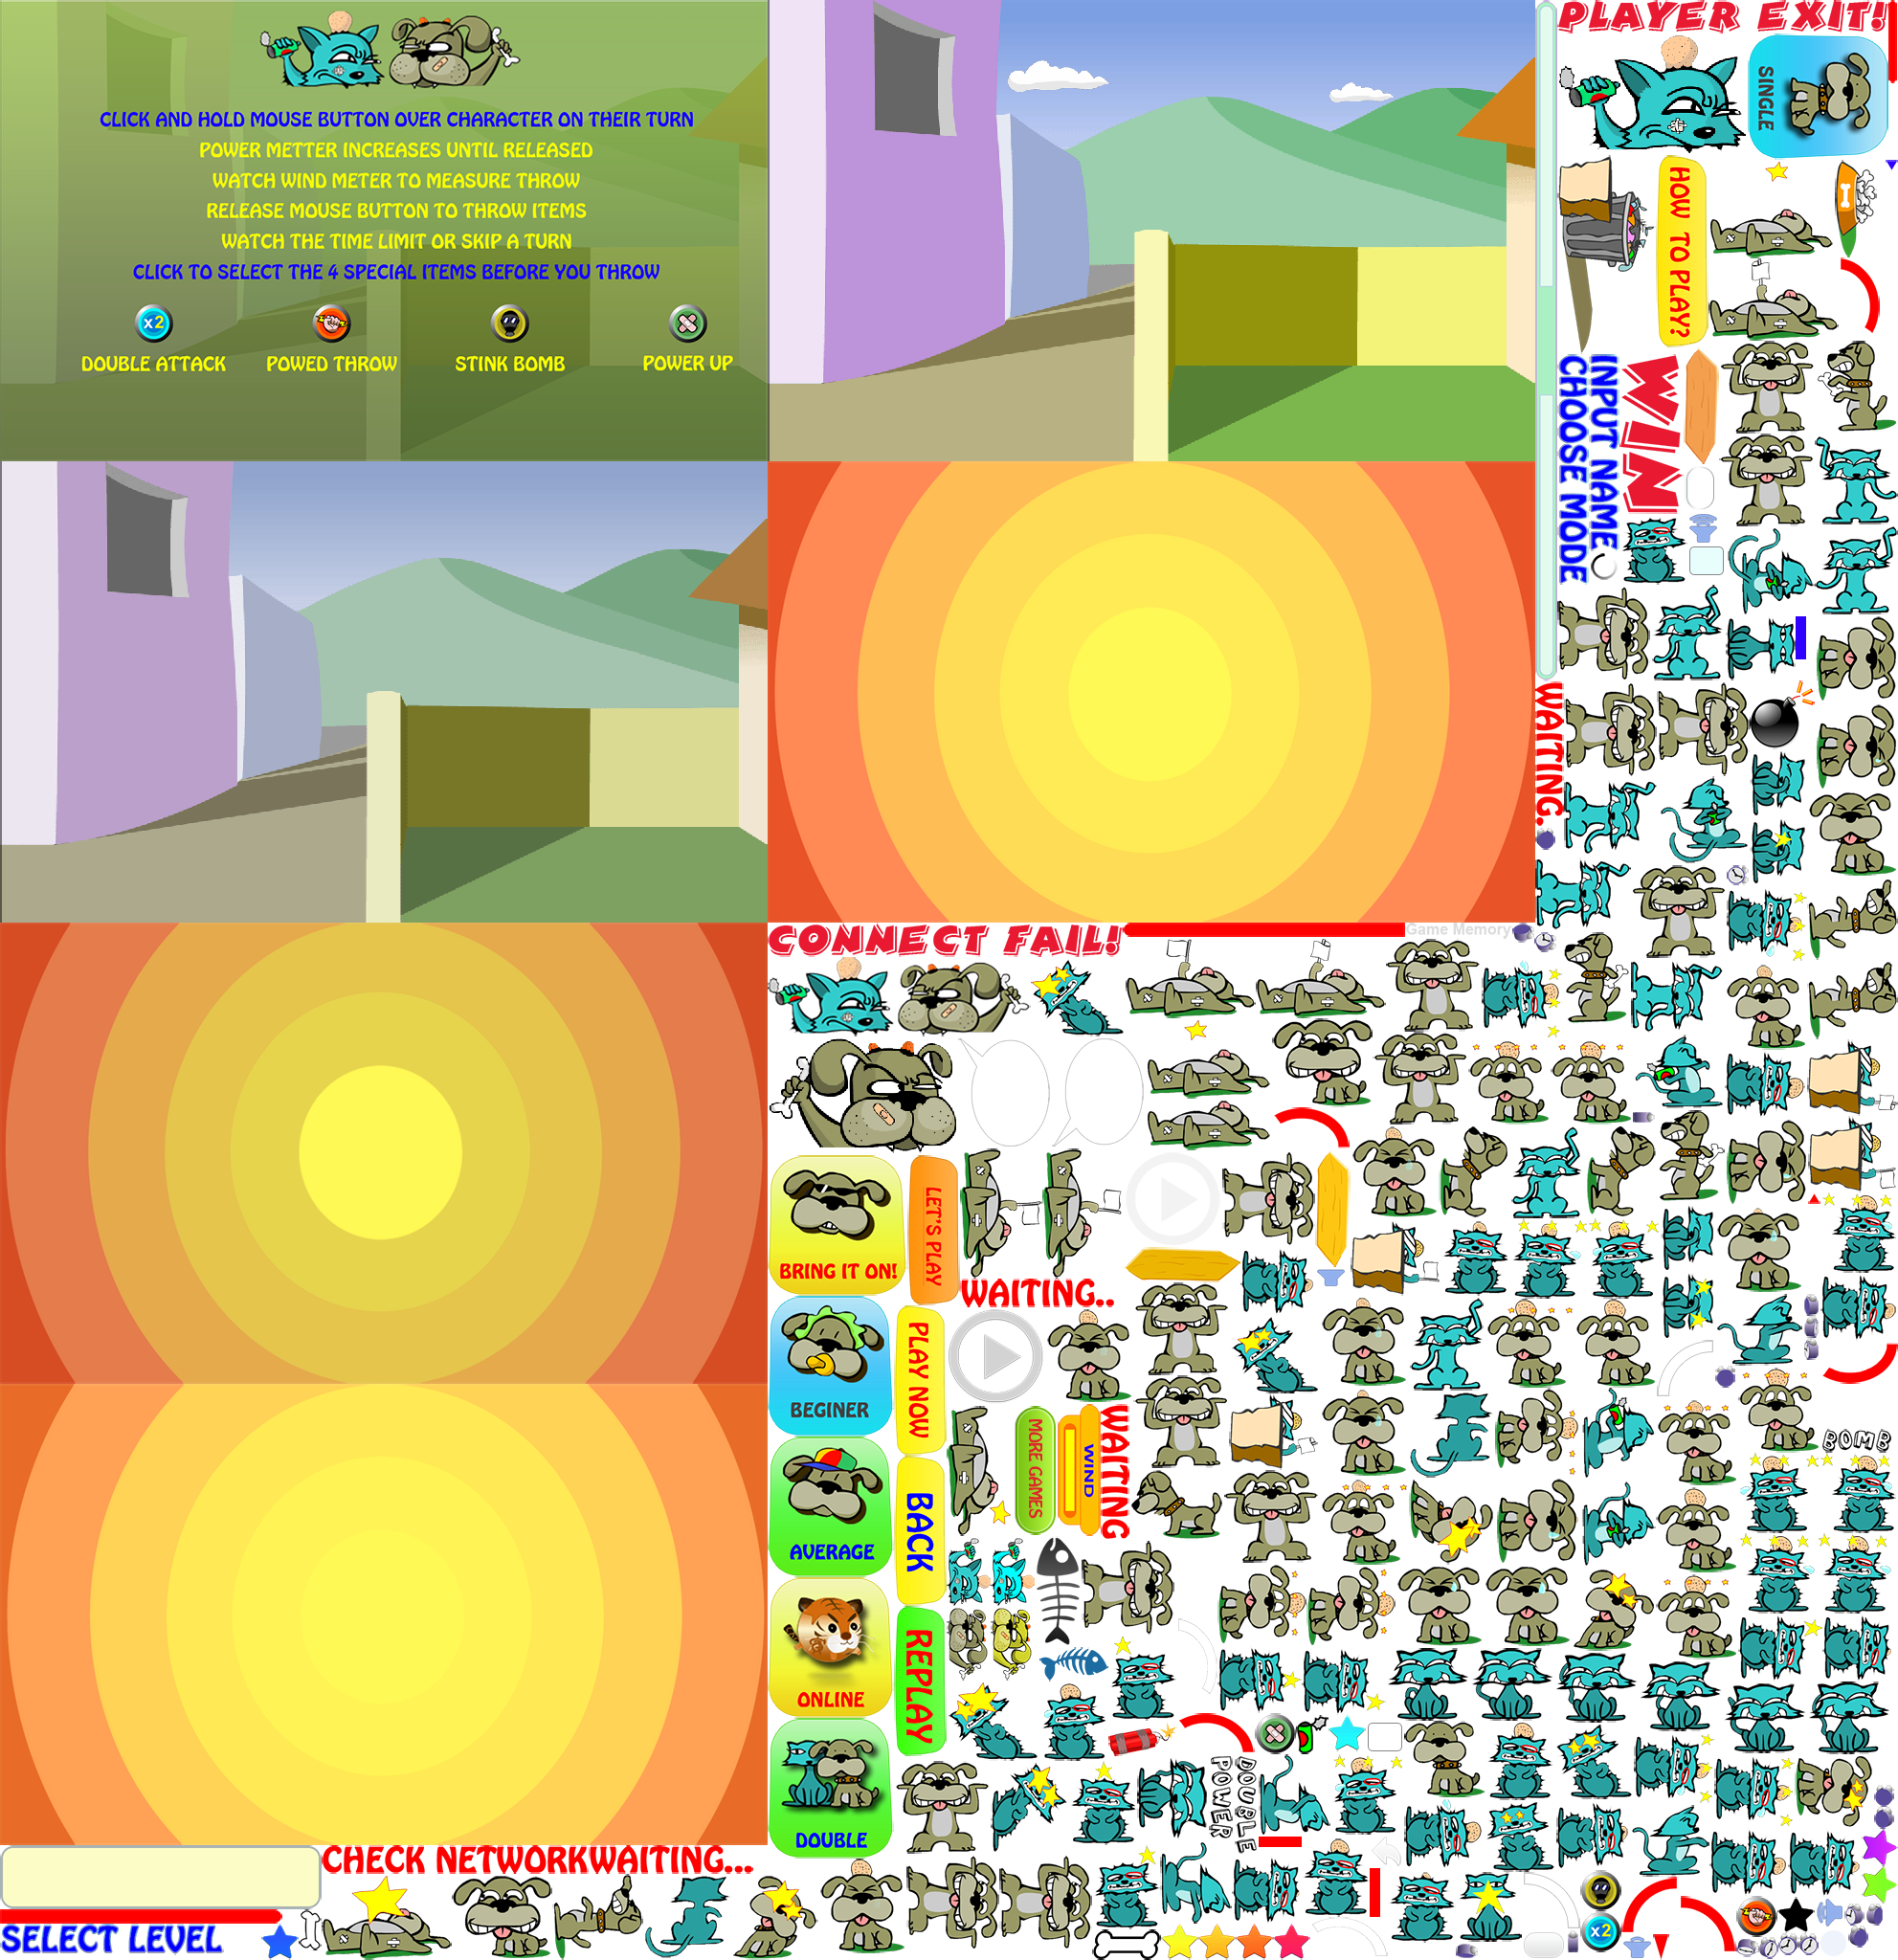 CLICK AND HOLD MOUSE BUTTON OVER CHARACTER ON THEIR TURN
POWER METTER INCREASES UNTIL RELEASED
WATCH WIND METER TO MEASURE THROW
RELEASE MOUSE BUTTON TO THROW ITEMS
WATCH THE TIME LIMIT OR SKIP A TURN
CLICK TO SELECT THE 4 SPECIAL ITEMS BEFORE YOU THROW
x2
DOUBLE ATTACK
POWED THROW
STINK BOMB
POWER UP
PLAYER EXIT!
SINGLE
HOW TO PLAY?
WIN
INPUT NAME
CHOOSE MODE
WAITING.
CONNECT FAIL!
Game Memory
BRING IT ON!
LET'S PLAY
WAITING..
BEGINER
PLAY NOW
MORE GAMES
WIND
WAITING
AVERAGE
BACK
BOMB
ONLINE
REPLAY
DOUBLE
DOUBLE
POWER
CHECK NETWORK
WAITING...
SELECT LEVEL
x2